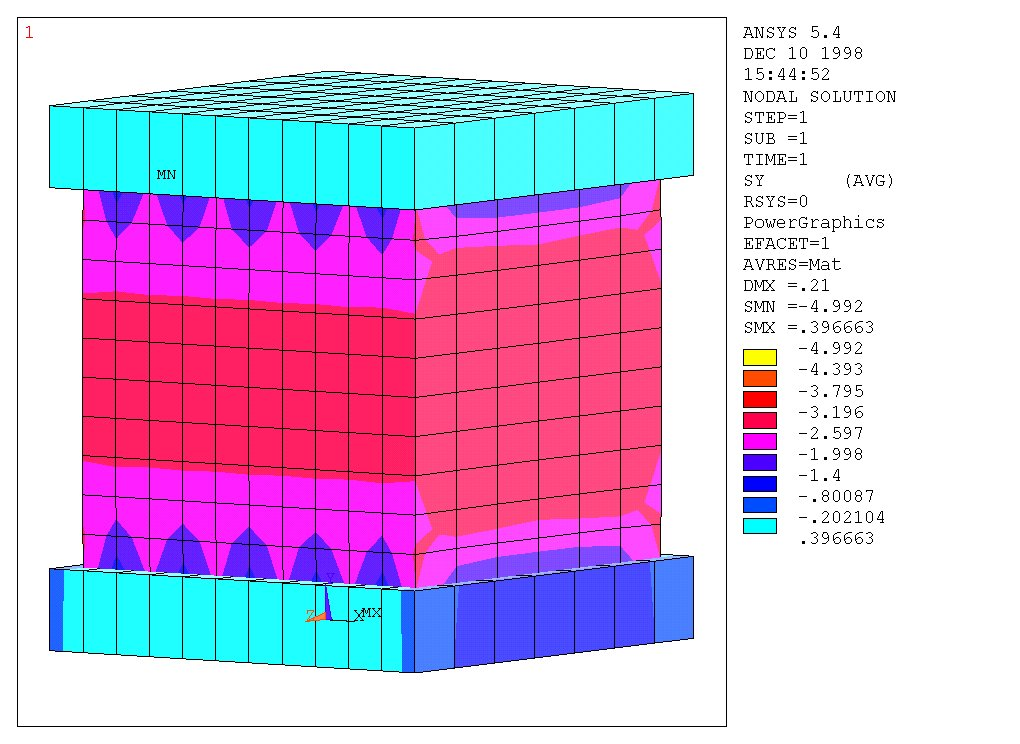 1
ANSYS 5.4
DEC 10 1998
15:44:52
NODAL SOLUTION
STEP=1
SUB =1
TIME=1
SY (AVG)
RSYS=0
PowerGraphics
EFACET=1
AVRES=Mat
DMX =.21
SMN =-4.992
SMX =.396663
-4.992
-4.393
-3.795
-3.196
-2.597
-1.998
-1.4
-.80087
-.202104
.396663
MN
Y
Z X MX